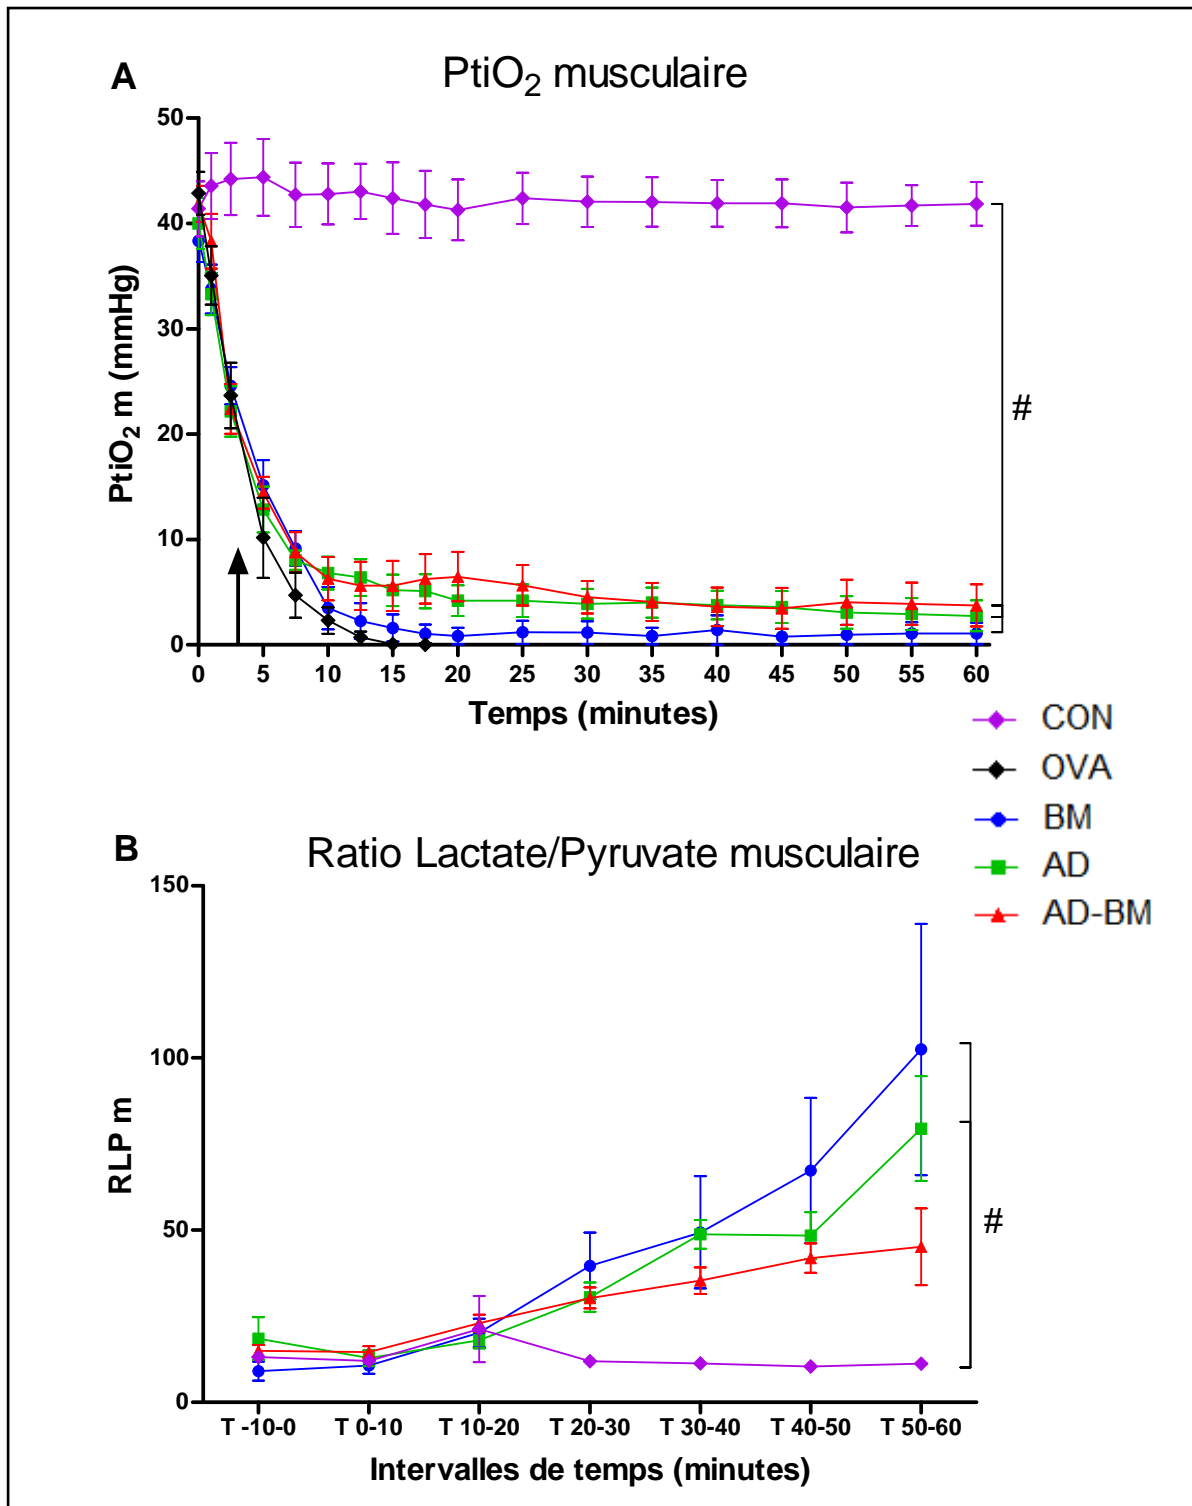 A
PtiO2 musculaire
50
40
30
20
10
0
PtiO2 m (mmHg)
#
0 5 10 15 20 25 30 35 40 45 50 55 60
Temps (minutes)
CON
OVA
BM
AD
AD-BM
B
Ratio Lactate/Pyruvate musculaire
150
100
50
0
RLP m
#
T -10-0 T 0-10 T 10-20 T 20-30 T 30-40 T 40-50 T 50-60
Intervalles de temps (minutes)